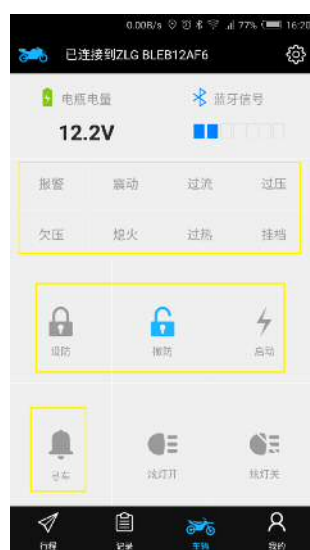 0.00B/s 77% 16:20
已连接到ZLG BLEB12AF6
电瓶电量 蓝牙信号
12.2V
报警 震动 过流 过压
欠压 熄火 过热 挂档
设防 撤防 启动
寻车 炫灯开 炫灯关
行程 记录 车辆 我的